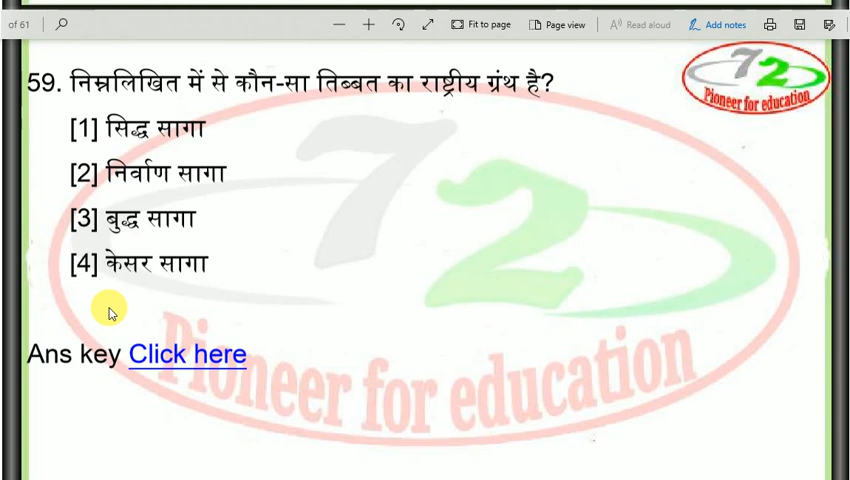 of 61
Fit to page
Page view
Read aloud
Add notes
59. निम्नलिखित में से कौन-सा तिब्बत का राष्ट्रीय ग्रंथ है?
72
Pioneer for education
[1] सिद्ध सागा
[2] निर्वाण सागा
[3] बुद्ध सागा
[4] केसर सागा
Ans key Click here
72
Pioneer for education